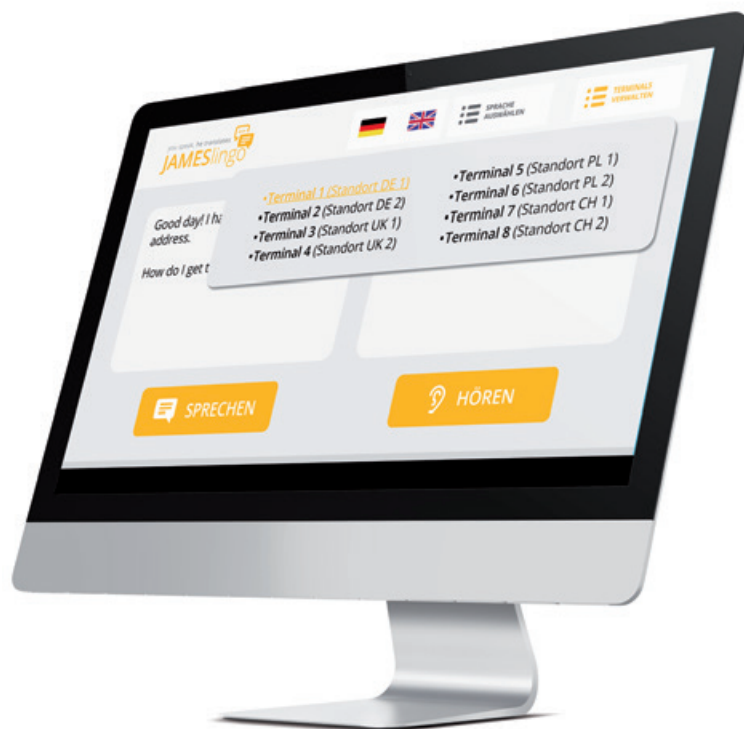 you speak, he translates
JAMESlingo
SPRACHE
AUSWÄHLEN
TERMINALS
VERWALTEN
•Terminal 1 (Standort DE 1)
•Terminal 2 (Standort DE 2)
•Terminal 3 (Standort UK 1)
•Terminal 4 (Standort UK 2)
•Terminal 5 (Standort PL 1)
•Terminal 6 (Standort PL 2)
•Terminal 7 (Standort CH 1)
•Terminal 8 (Standort CH 2)
Good day! I ha
address.
How do I get t
SPRECHEN
HÖREN